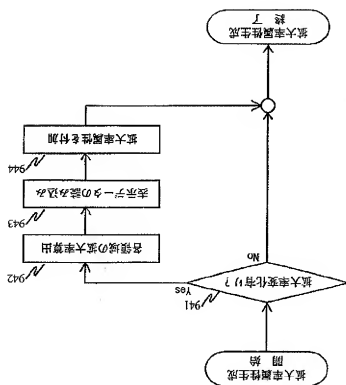 拡大率属性生成
開　始
941
拡大率変化有り？
Yes
No
942
各領域の拡大率算出
943
表示データの読み込み
944
拡大率属性を付加
拡大率属性生成
終　了